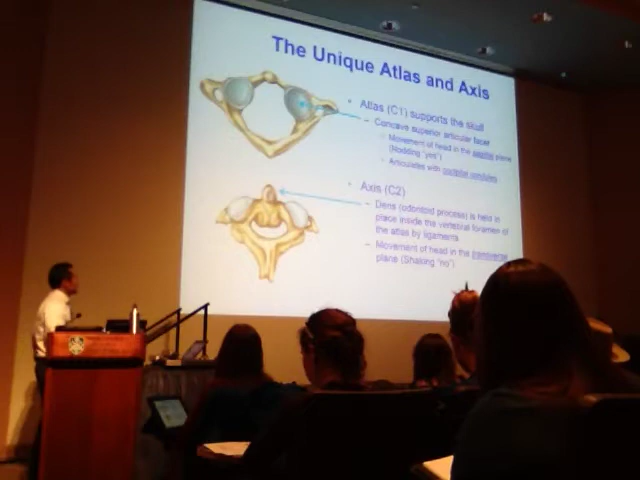 The Unique Atlas and Axis
• Atlas (C1) supports the skull
– Concave superior articular facet
Movement of head in the sagittal plane
(Nodding "yes")
Articulates with occipital condyles
• Axis (C2)
– Dens (odontoid process) is held in
place inside the vertebral foramen of
the atlas by ligaments
– Movement of head in the transverse
plane (Shaking "no")